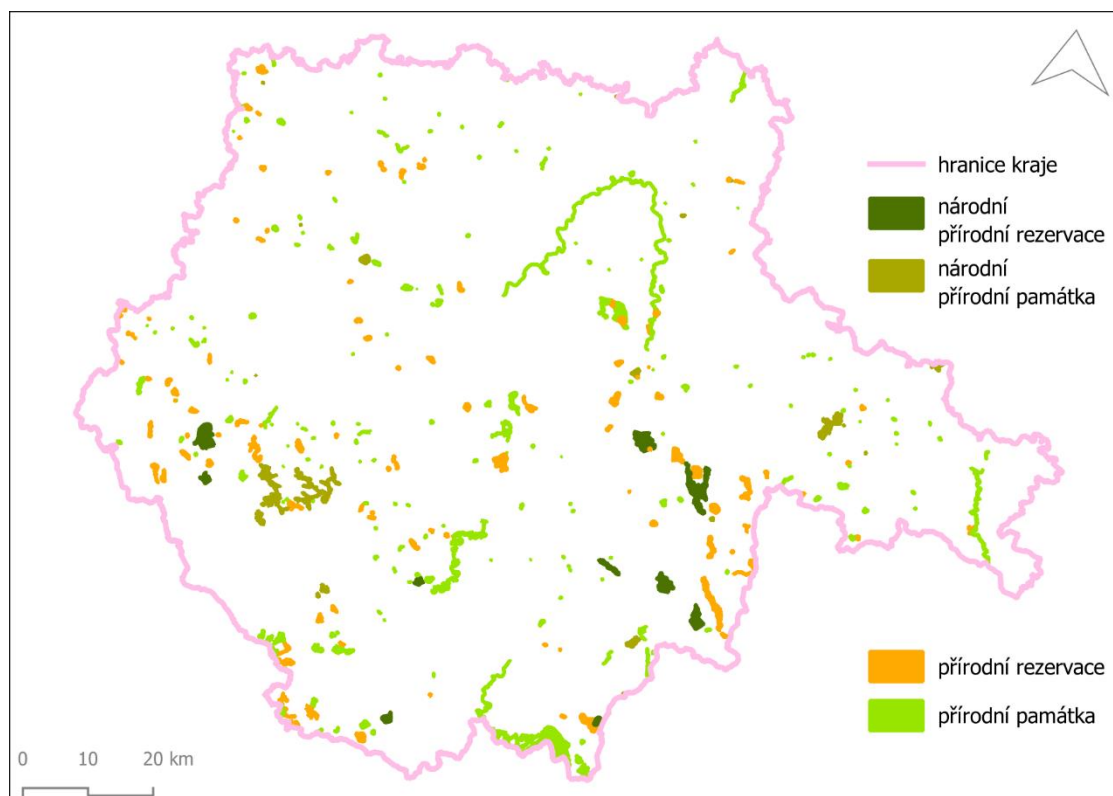 hranice kraje
národní
přírodní rezervace
národní
přírodní památka
přírodní rezervace
přírodní památka
0 10 20 km